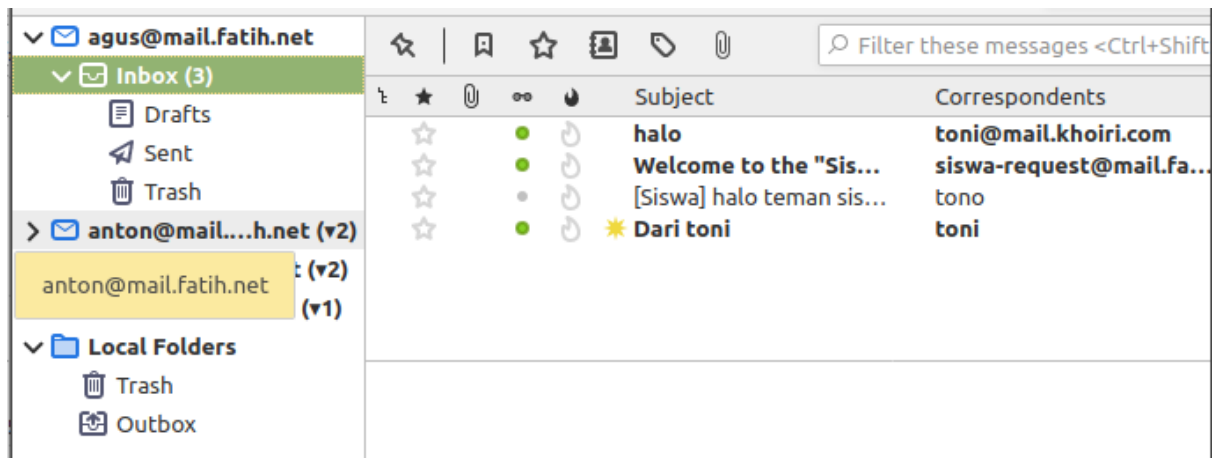 agus@mail.fatih.net
Inbox (3)
Drafts
Sent
Trash
anton@mail....h.net (▾2)
t (▾2)
anton@mail.fatih.net
(▾1)
Local Folders
Trash
Outbox
Filter these messages <Ctrl+Shift
Subject Correspondents
halo toni@mail.khoiri.com
Welcome to the "Sis... siswa-request@mail.fa...
[Siswa] halo teman sis... tono
Dari toni toni